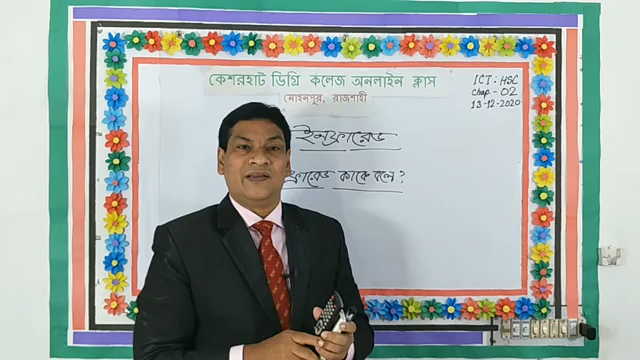 কেশরহাট ডিগ্রি কলেজ অনলাইন ক্লাস
মোহনপুর, রাজশাহী
ICT : HSC
Chap. - 02
13-12-2020
ইনফ্রারেড
ফ্রারেড কাকে বলে ?